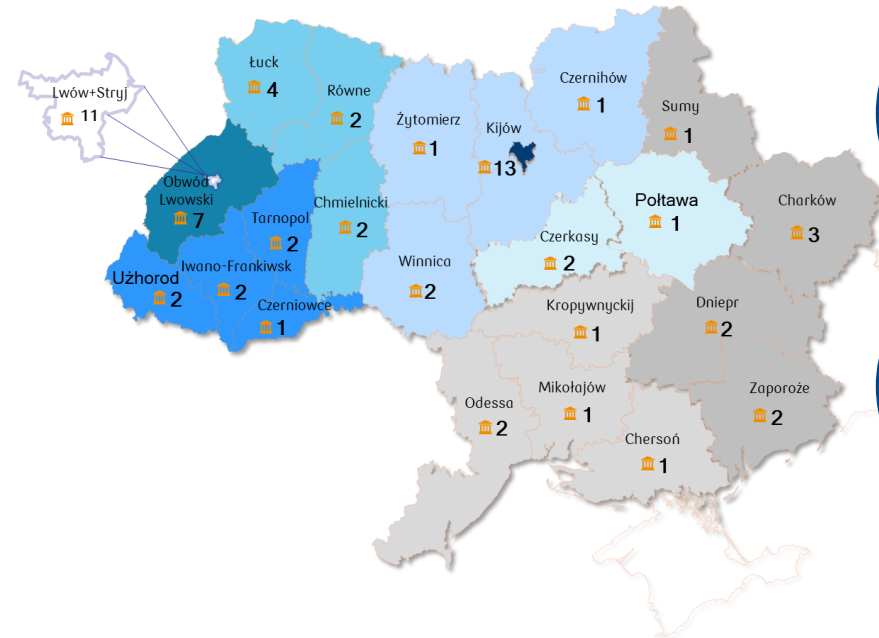 Łuck
4
Równe
2
Lwów+Stryj
11
Żytomierz
1
Kijów
13
Czernihów
1
Sumy
1
Obwód
Lwowski
7
Tarnopol
2
Chmielnicki
2
Połtawa
1
Charków
3
Czerkasy
2
Użhorod
2
Iwano-Frankiwsk
2
Czerniowce
1
Winnica
2
Kropywnyckij
1
Dniepr
2
Odessa
2
Mikołajów
1
Zaporoże
2
Chersoń
1